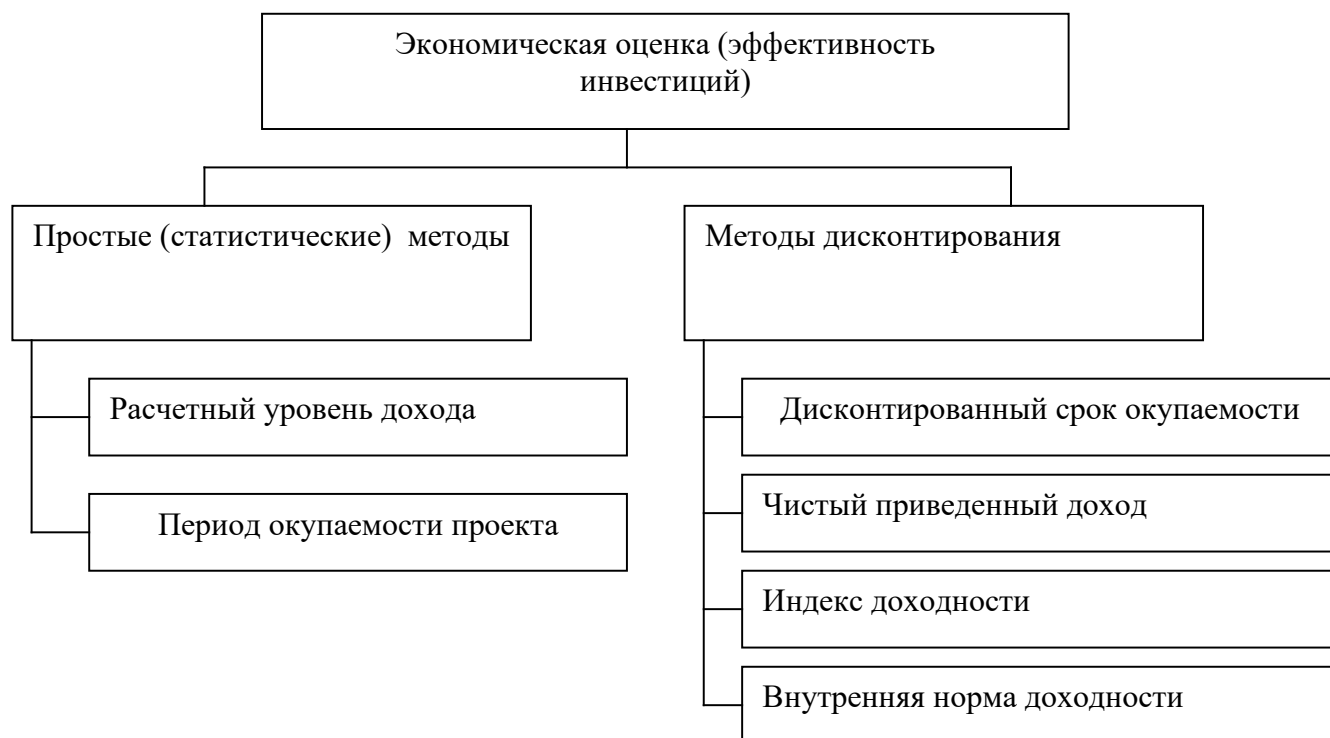 Экономическая оценка (эффективность
инвестиций)
Простые (статистические) методы
Методы дисконтирования
Расчетный уровень дохода
Период окупаемости проекта
Дисконтированный срок окупаемости
Чистый приведенный доход
Индекс доходности
Внутренняя норма доходности